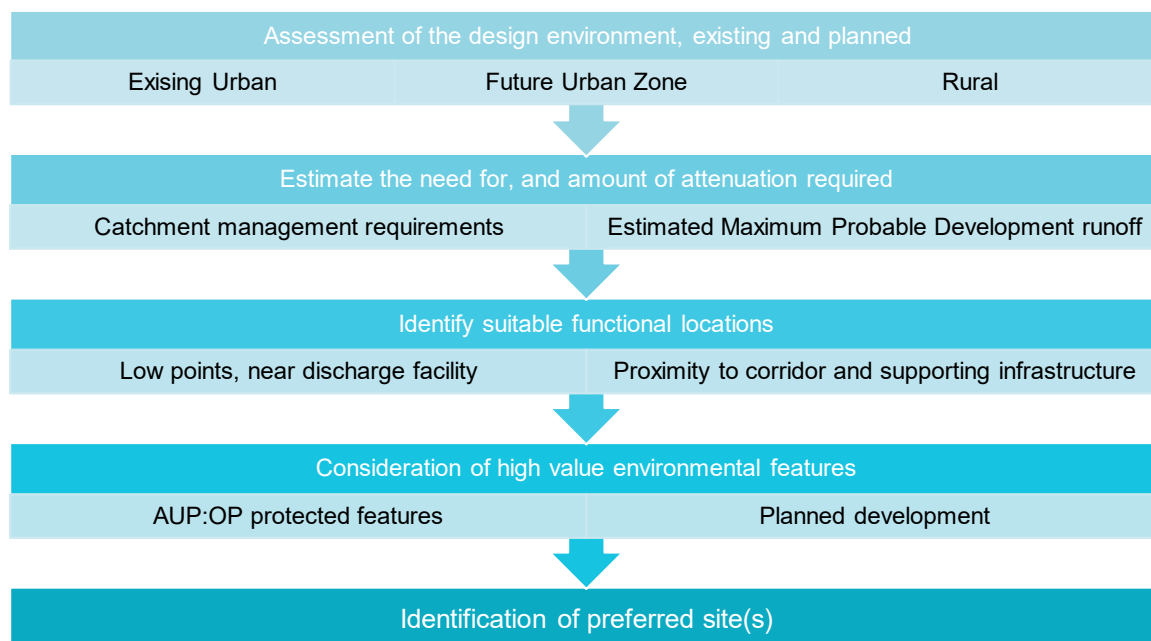 Assessment of the design environment, existing and planned
Exising Urban
Future Urban Zone
Rural
Estimate the need for, and amount of attenuation required
Catchment management requirements
Estimated Maximum Probable Development runoff
Identify suitable functional locations
Low points, near discharge facility
Proximity to corridor and supporting infrastructure
Consideration of high value environmental features
AUP:OP protected features
Planned development
Identification of preferred site(s)